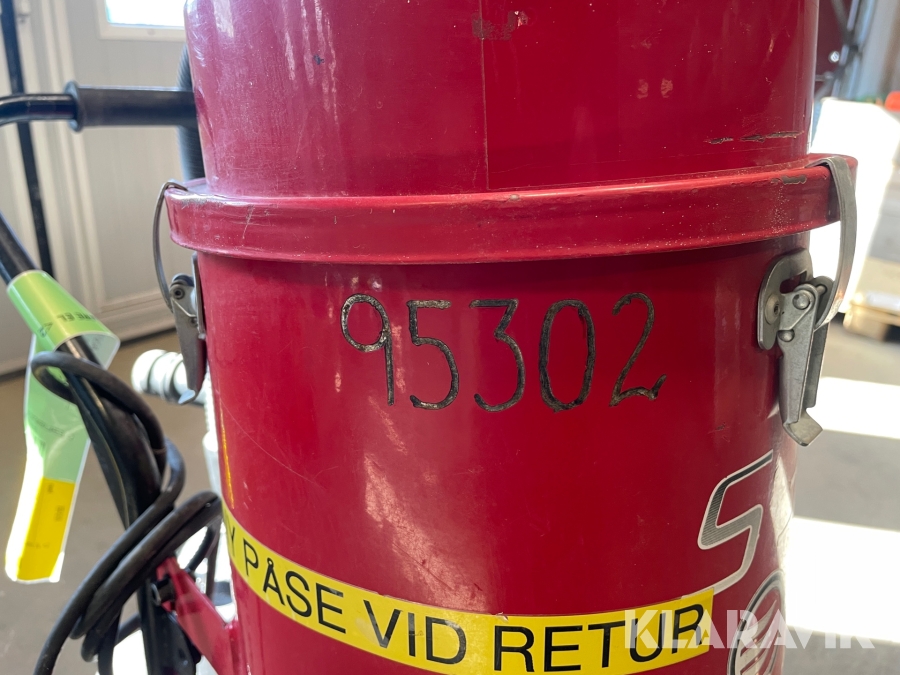 95302
Y PÅSE VID RETUR
S
KLARAVIK